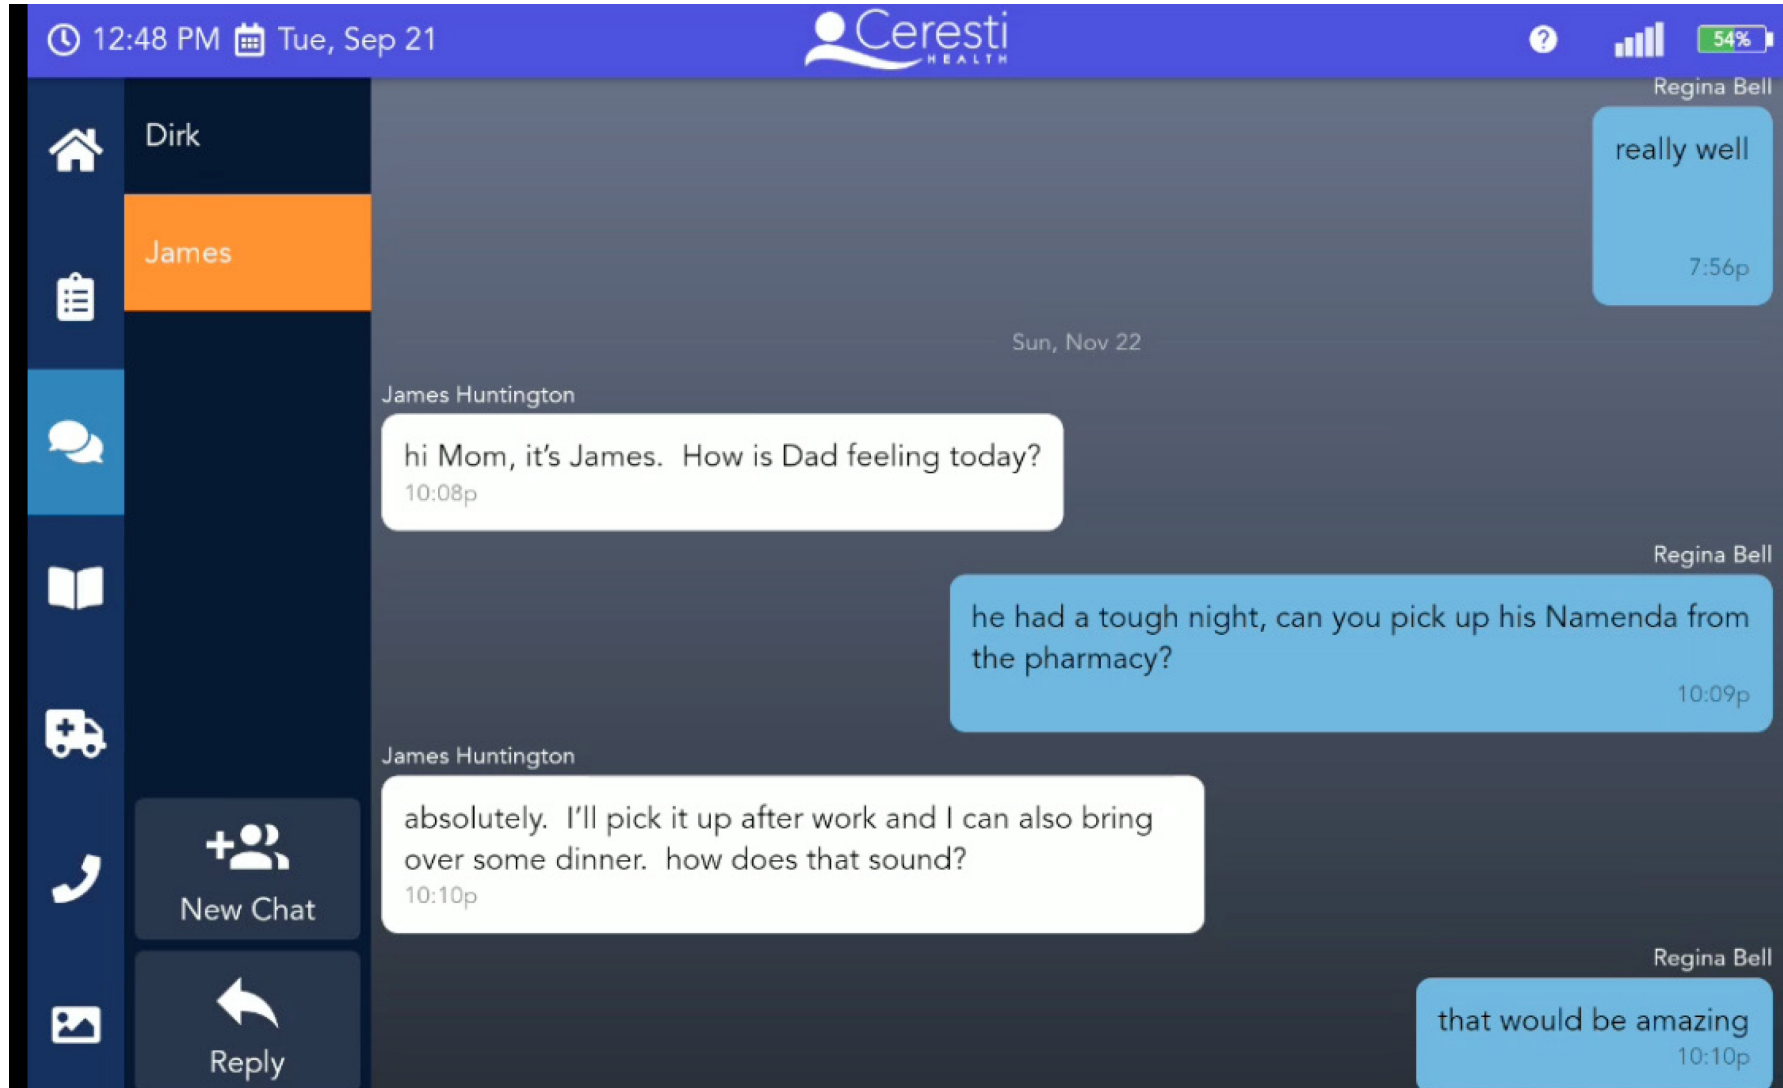 12:48 PM Tue, Sep 21
Ceresti
HEALTH
?
54%
Dirk
James
New Chat
Reply
Regina Bell
really well
7:56p
Sun, Nov 22
James Huntington
hi Mom, it's James.  How is Dad feeling today?
10:08p
Regina Bell
he had a tough night, can you pick up his Namenda from
the pharmacy?
10:09p
James Huntington
absolutely.  I'll pick it up after work and I can also bring
over some dinner.  how does that sound?
10:10p
Regina Bell
that would be amazing
10:10p